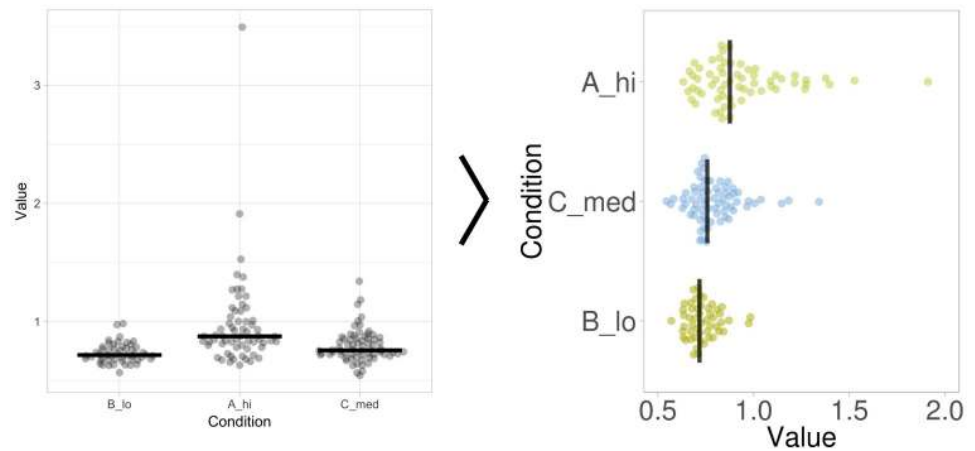 3
2
1
Value
B_lo
A_hi
C_med
Condition
A_hi
C_med
B_lo
Condition
0.5
1.0
1.5
2.0
Value